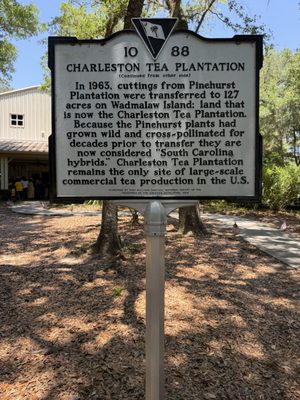 10 88
CHARLESTON TEA PLANTATION
(Continued from other side)
In 1963, cuttings from Pinehurst
Plantation were transferred to 127
acres on Wadmalaw Island: land that
is now the Charleston Tea Plantation.
Because the Pinehurst plants had
grown wild and cross-pollinated for
decades prior to transfer they are
now considered "South Carolina
hybrids." Charleston Tea Plantation
remains the only site of large-scale
commercial tea production in the U.S.